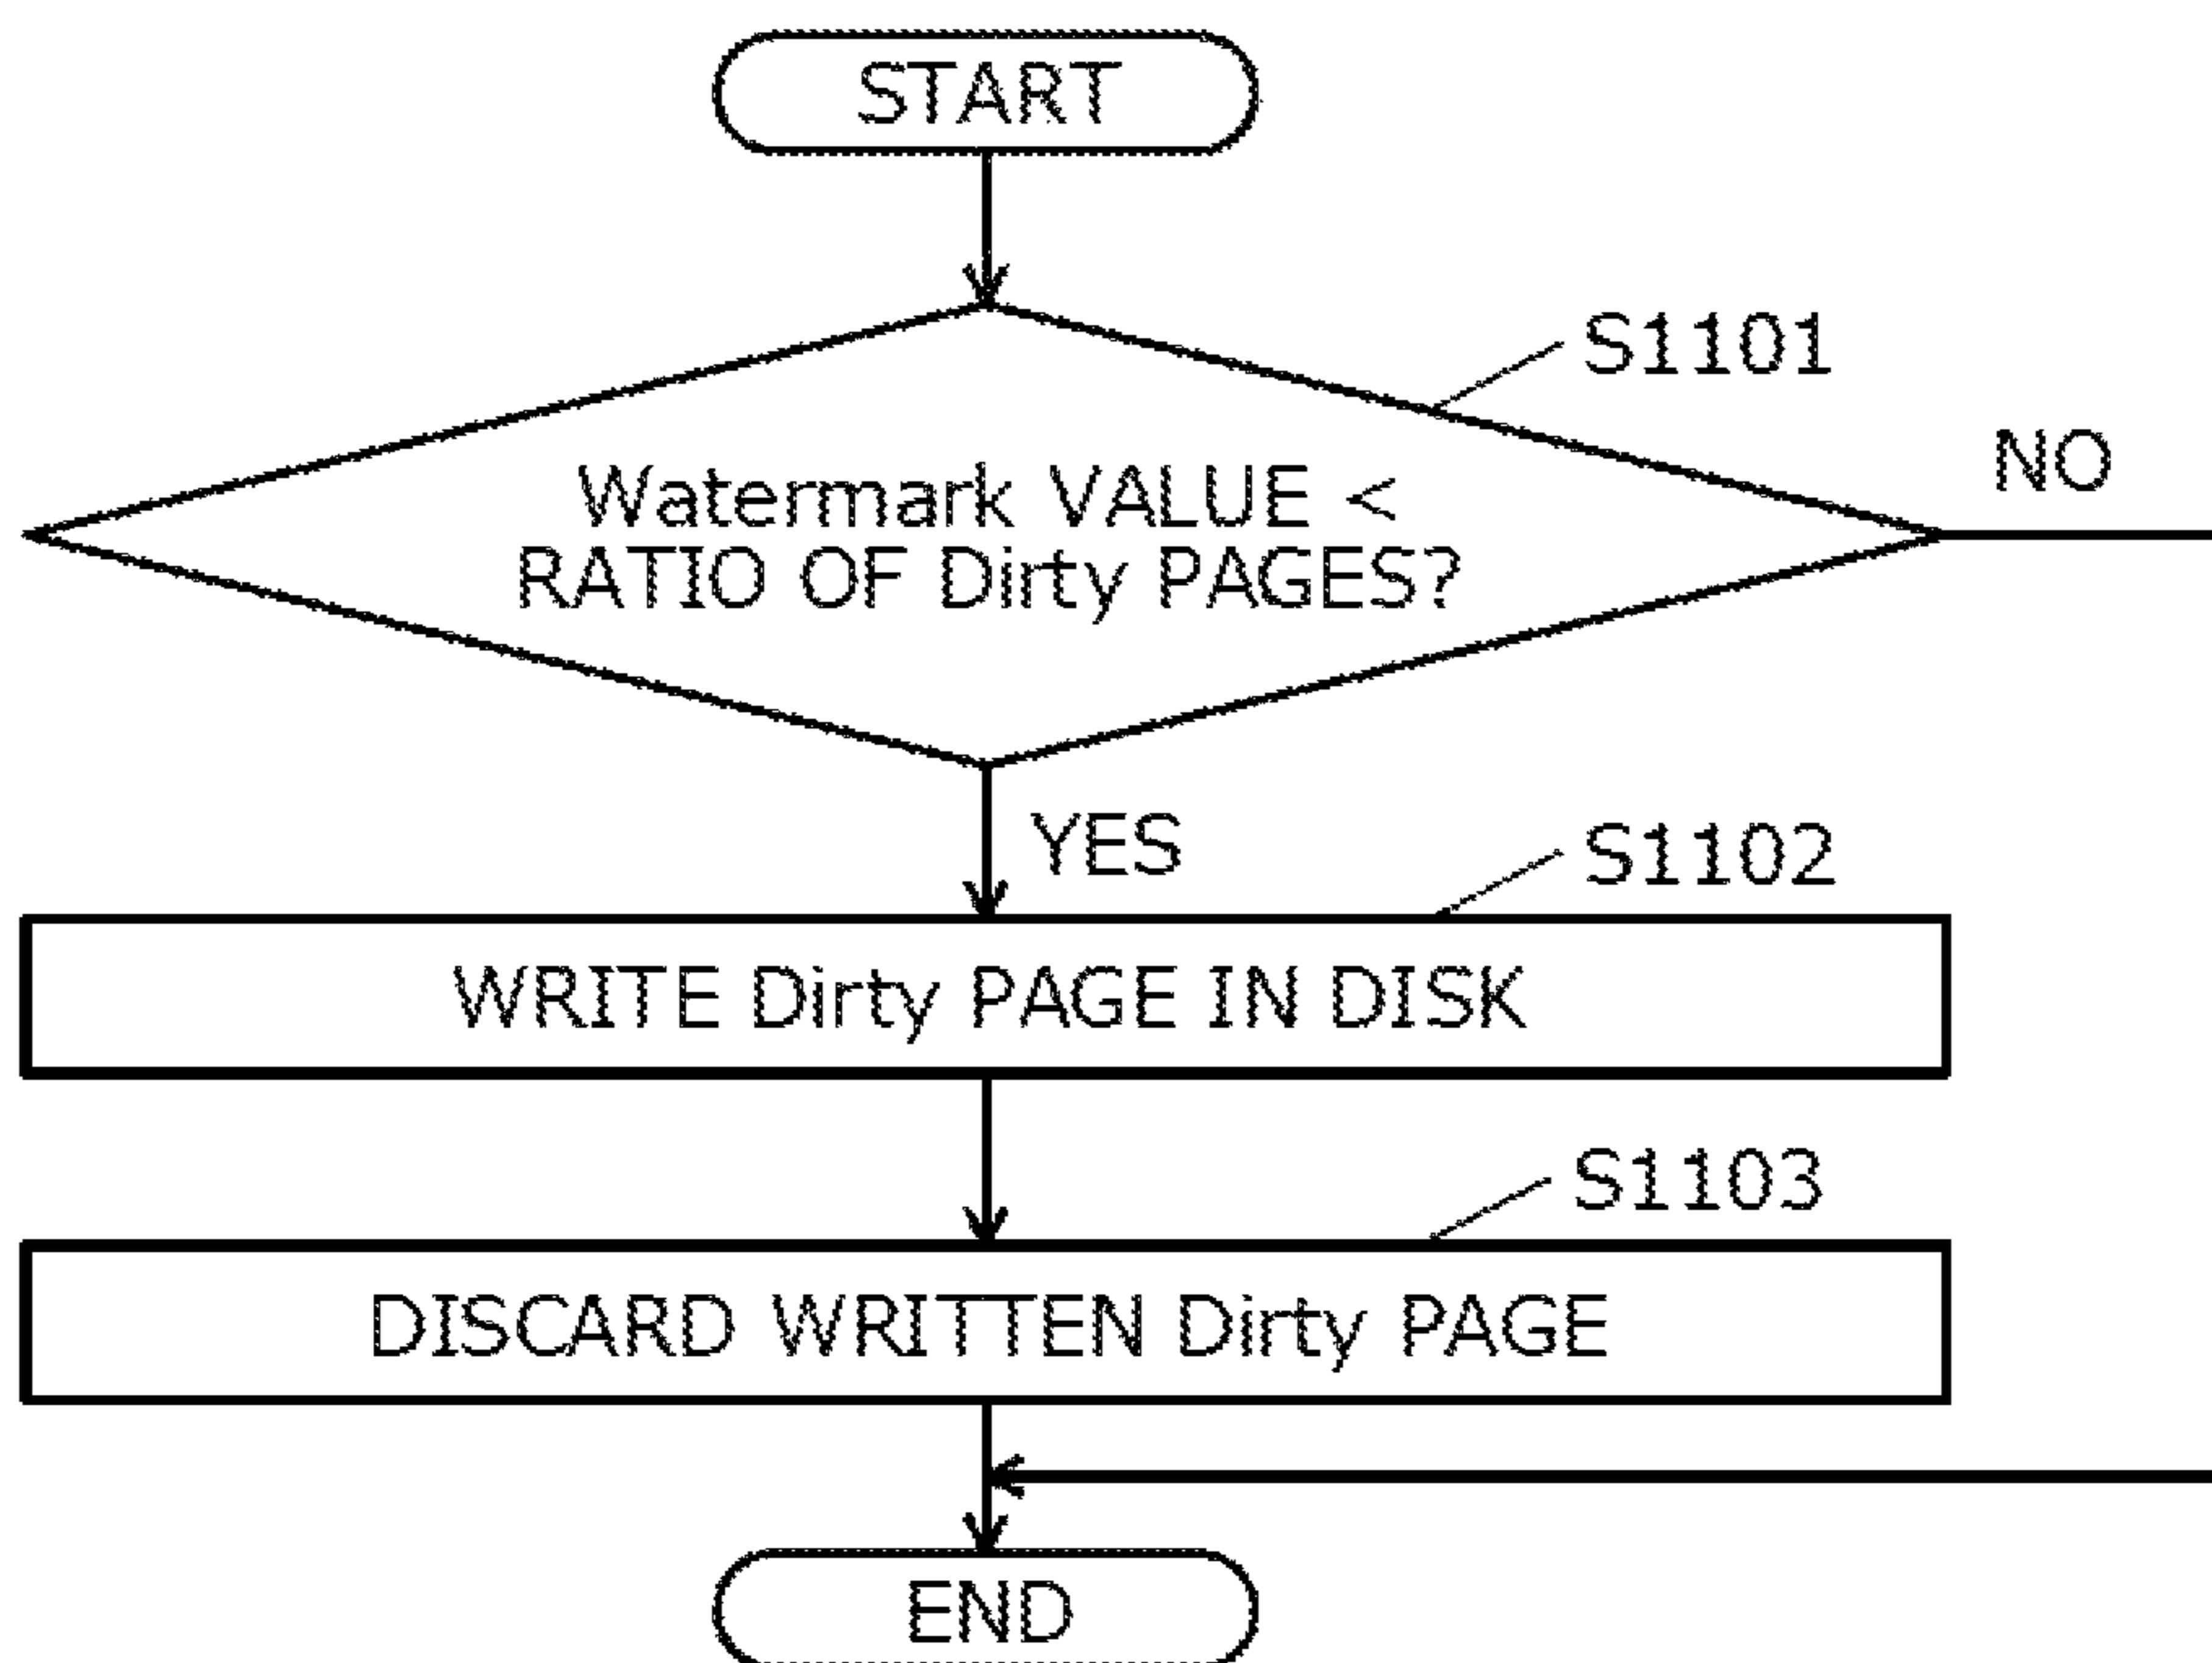 START
S1101
NO
Watermark VALUE <
RATIO OF Dirty PAGES?
YES
S1102
WRITE Dirty PAGE IN DISK
S1103
DISCARD WRITTEN Dirty PAGE
END